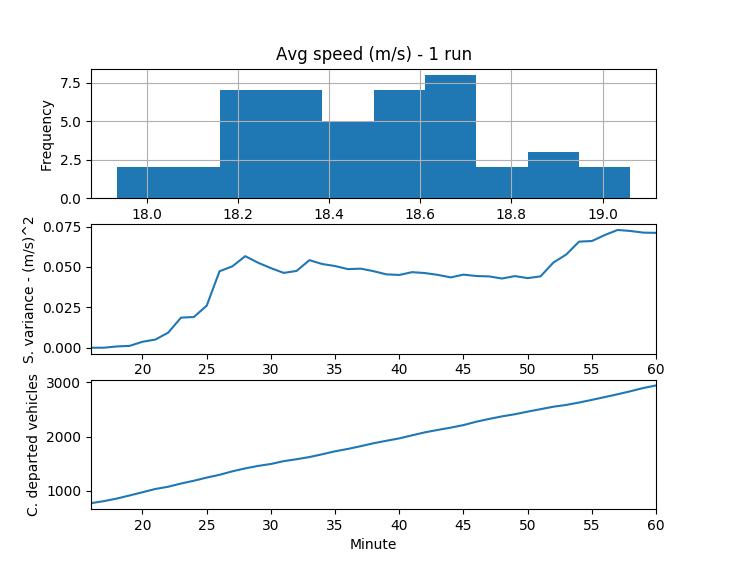 Avg speed (m/s) - 1 run
Frequency
7.5
5.0
2.5
0.0
18.0 18.2 18.4 18.6 18.8 19.0
S. variance - (m/s)^2
0.075
0.050
0.025
0.000
20 25 30 35 40 45 50 55 60
C. departed vehicles
3000
2000
1000
20 25 30 35 40 45 50 55 60
Minute